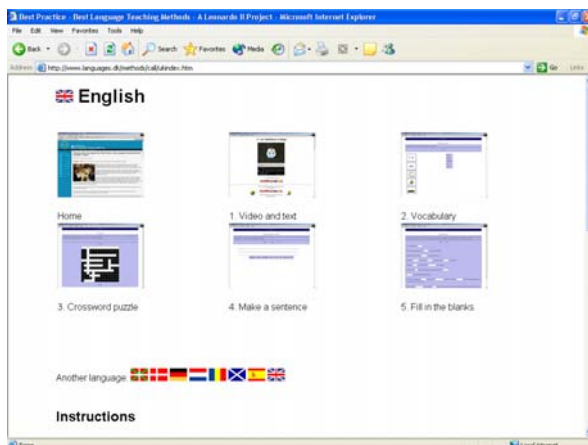 Best Practice - Best Language Teaching Methods - A Leonardo II Project - Microsoft Internet Explorer
File Edit View Favorites Tools Help
Back Search Favorites Media
Address http://www.languages.dk/methods/call/ukindex.htm Go Links
English
Home 1. Video and text 2. Vocabulary
3. Crossword puzzle 4. Make a sentence 5. Fill in the blanks
Another language:
Instructions